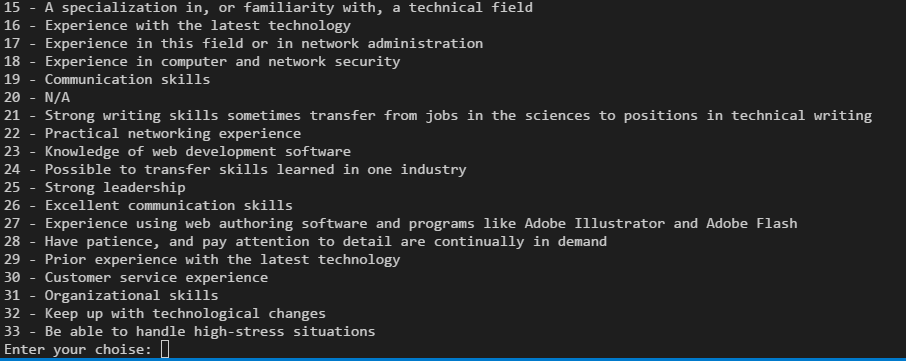 15 - A specialization in, or familiarity with, a technical field
16 - Experience with the latest technology
17 - Experience in this field or in network administration
18 - Experience in computer and network security
19 - Communication skills
20 - N/A
21 - Strong writing skills sometimes transfer from jobs in the sciences to positions in technical writing
22 - Practical networking experience
23 - Knowledge of web development software
24 - Possible to transfer skills learned in one industry
25 - Strong leadership
26 - Excellent communication skills
27 - Experience using web authoring software and programs like Adobe Illustrator and Adobe Flash
28 - Have patience, and pay attention to detail are continually in demand
29 - Prior experience with the latest technology
30 - Customer service experience
31 - Organizational skills
32 - Keep up with technological changes
33 - Be able to handle high-stress situations
Enter your choise: